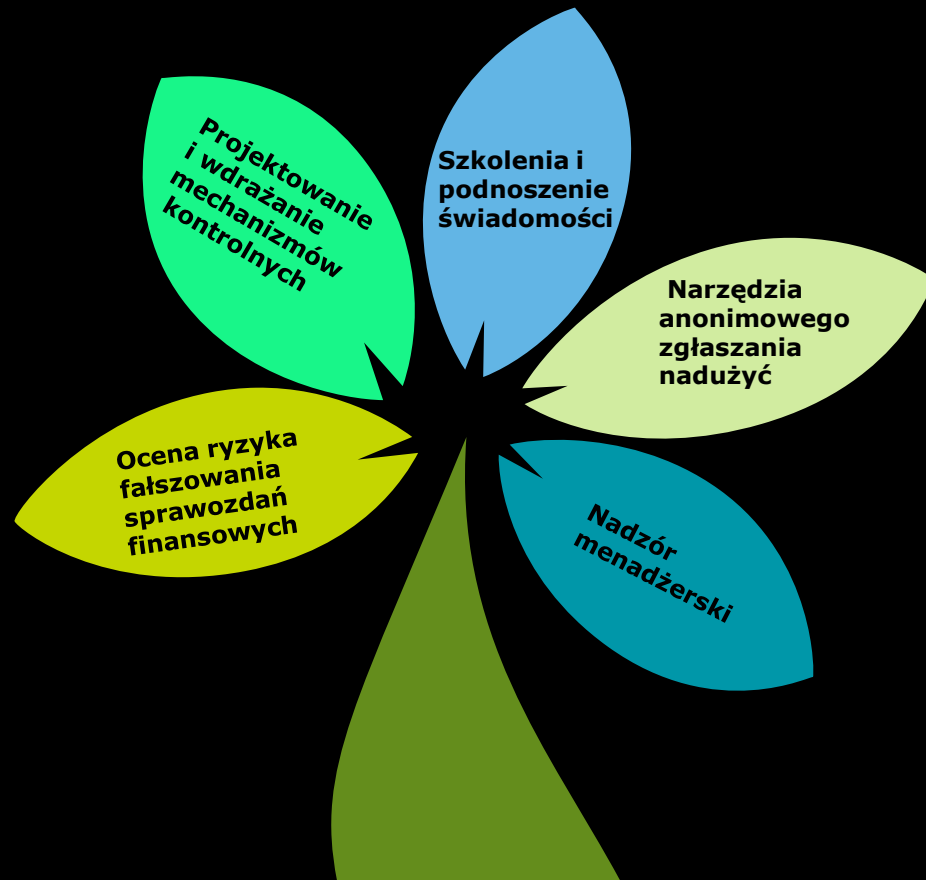 Projektowanie
i wdrażanie
mechanizmów
kontrolnych
Szkolenia i
podnoszenie
świadomości
Narzędzia
anonimowego
zgłaszania
nadużyć
Ocena ryzyka
fałszowania
sprawozdań
finansowych
Nadzór
menadżerski